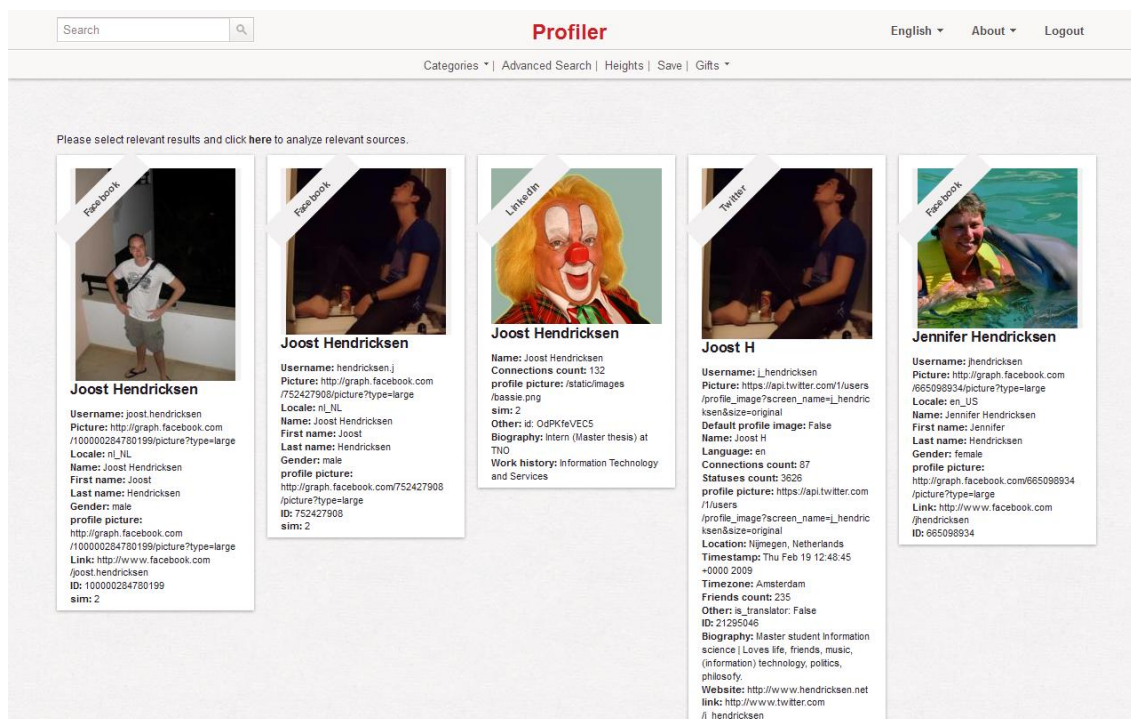 Search
Profiler
English
About
Logout
Categories | Advanced Search | Heights | Save | Gifts
Please select relevant results and click here to analyze relevant sources.
Facebook
Joost Hendricksen
Username: joost.hendricksen
Picture: http://graph.facebook.com
/100000284780199/picture?type=large
Locale: nl_NL
Name: Joost Hendricksen
First name: Joost
Last name: Hendricksen
Gender: male
profile picture:
http://graph.facebook.com
/100000284780199/picture?type=large
Link: http://www.facebook.com
/joost.hendricksen
ID: 100000284780199
sim: 2
Facebook
Joost Hendricksen
Username: hendricksen.j
Picture: http://graph.facebook.com
/752427908/picture?type=large
Locale: nl_NL
Name: Joost Hendricksen
First name: Joost
Last name: Hendricksen
Gender: male
profile picture:
http://graph.facebook.com/752427908
/picture?type=large
ID: 752427908
sim: 2
LinkedIn
Joost Hendricksen
Name: Joost Hendricksen
Connections count: 132
profile picture: /static/images
/bassie.png
sim: 2
Other: id: OdPKfeVEC5
Biography: Intern (Master thesis) at
TNO
Work history: Information Technology
and Services
Twitter
Joost H
Username: j_hendricksen
Picture: https://api.twitter.com/1/users
/profile_image?screen_name=j_hendric
ksen&size=original
Default profile image: False
Name: Joost H
Language: en
Connections count: 87
Statuses count: 3626
profile picture: https://api.twitter.com
/1/users
/profile_image?screen_name=j_hendric
ksen&size=original
Location: Nijmegen, Netherlands
Timestamp: Thu Feb 19 12:48:45
+0000 2009
Timezone: Amsterdam
Friends count: 235
Other: is_translator: False
ID: 21295046
Biography: Master student Information
science | Loves life, friends, music,
(information) technology, politics,
philosofy.
Website: http://www.hendricksen.net
link: http://www.twitter.com
/j_hendricksen
Facebook
Jennifer Hendricksen
Username: jhendricksen
Picture: http://graph.facebook.com
/665098934/picture?type=large
Locale: en_US
Name: Jennifer Hendricksen
First name: Jennifer
Last name: Hendricksen
Gender: female
profile picture:
http://graph.facebook.com/665098934
/picture?type=large
Link: http://www.facebook.com
/jhendricksen
ID: 665098934